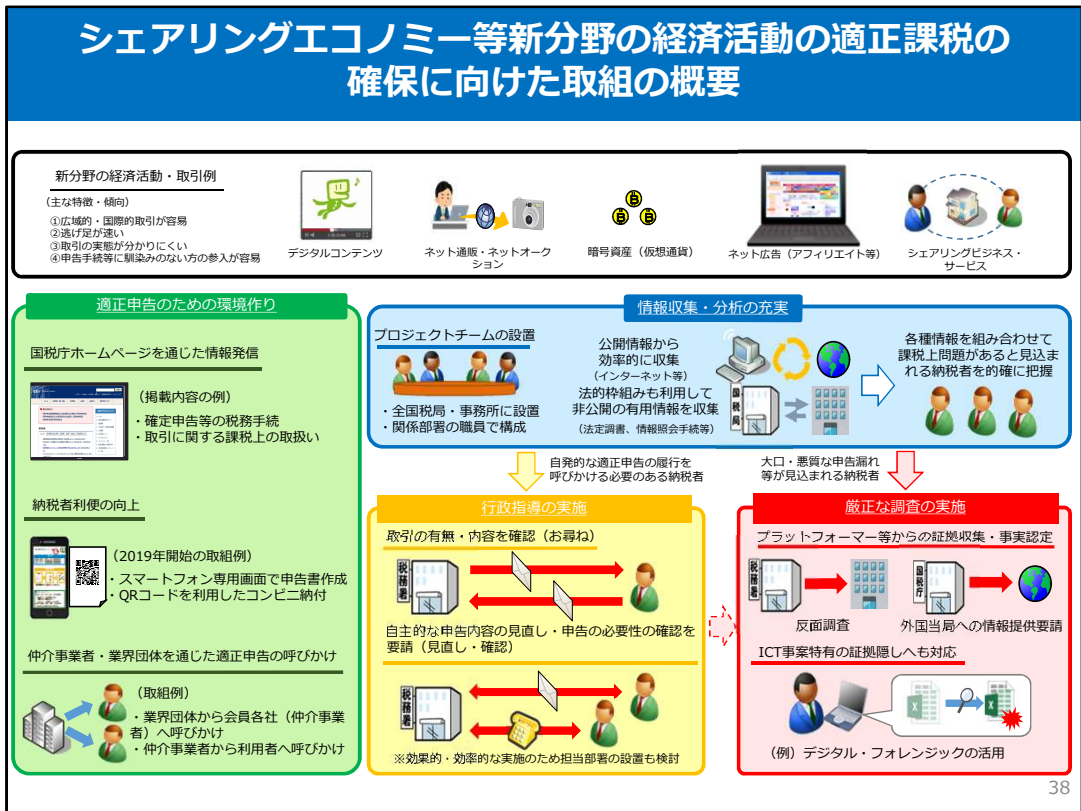 シェアリングエコノミー等新分野の経済活動の適正課税の
確保に向けた取組の概要
新分野の経済活動・取引例
（主な特徴・傾向）
①広域的・国際的取引が容易
②逃げ足が速い
③取引の実態が分かりにくい
④申告手続等に馴染みのない方の参入が容易
デジタルコンテンツ
ネット通販・ネットオーク
ション
暗号資産（仮想通貨）
ネット広告（アフィリエイト等）
シェアリングビジネス・
サービス
適正申告のための環境作り
国税庁ホームページを通じた情報発信
（掲載内容の例）
・確定申告等の税務手続
・取引に関する課税上の取扱い
納税者利便の向上
（2019年開始の取組例）
・スマートフォン専用画面で申告書作成
・QRコードを利用したコンビニ納付
仲介事業者・業界団体を通じた適正申告の呼びかけ
（取組例）
・業界団体から会員各社（仲介事業
者）へ呼びかけ
・仲介事業者から利用者へ呼びかけ
情報収集・分析の充実
プロジェクトチームの設置
・全国税局・事務所に設置
・関係部署の職員で構成
公開情報から
効率的に収集
（インターネット等）
法的枠組みも利用して
非公開の有用情報を収集
（法定調書、情報照会手続等）
国税局
各種情報を組み合わせて
課税上問題があると見込ま
れる納税者を的確に把握
自発的な適正申告の履行を
呼びかける必要のある納税者
大口・悪質な申告漏れ
等が見込まれる納税者
行政指導の実施
取引の有無・内容を確認（お尋ね）
税務署
自主的な申告内容の見直し・申告の必要性の確認を
要請（見直し・確認）
税務署
※効果的・効率的な実施のため担当部署の設置も検討
厳正な調査の実施
プラットフォーマー等からの証拠収集・事実認定
税務署
反面調査
国税庁
外国当局への情報提供要請
ICT事案特有の証拠隠しへも対応
（例）デジタル・フォレンジックの活用
38